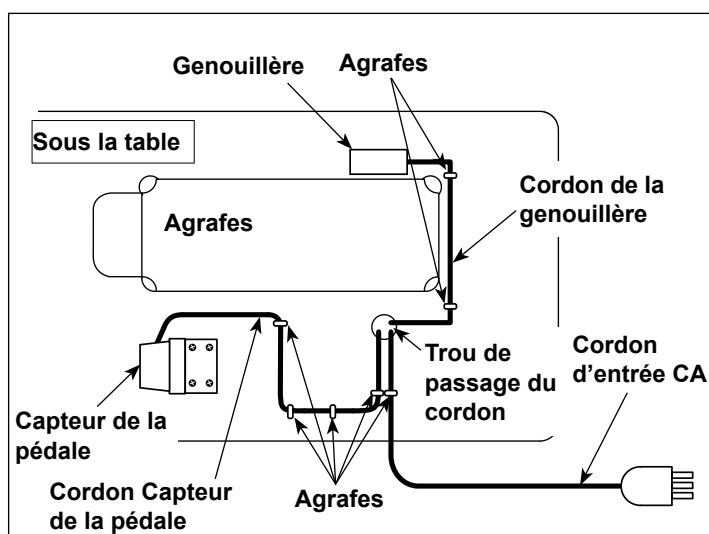 Genouillère
Agrafes
Sous la table
Agrafes
Cordon de la
genouillère
Trou de
passage du
cordon
Cordon
d'entrée CA
Capteur de la
pédale
Cordon Capteur
de la pédale
Agrafes